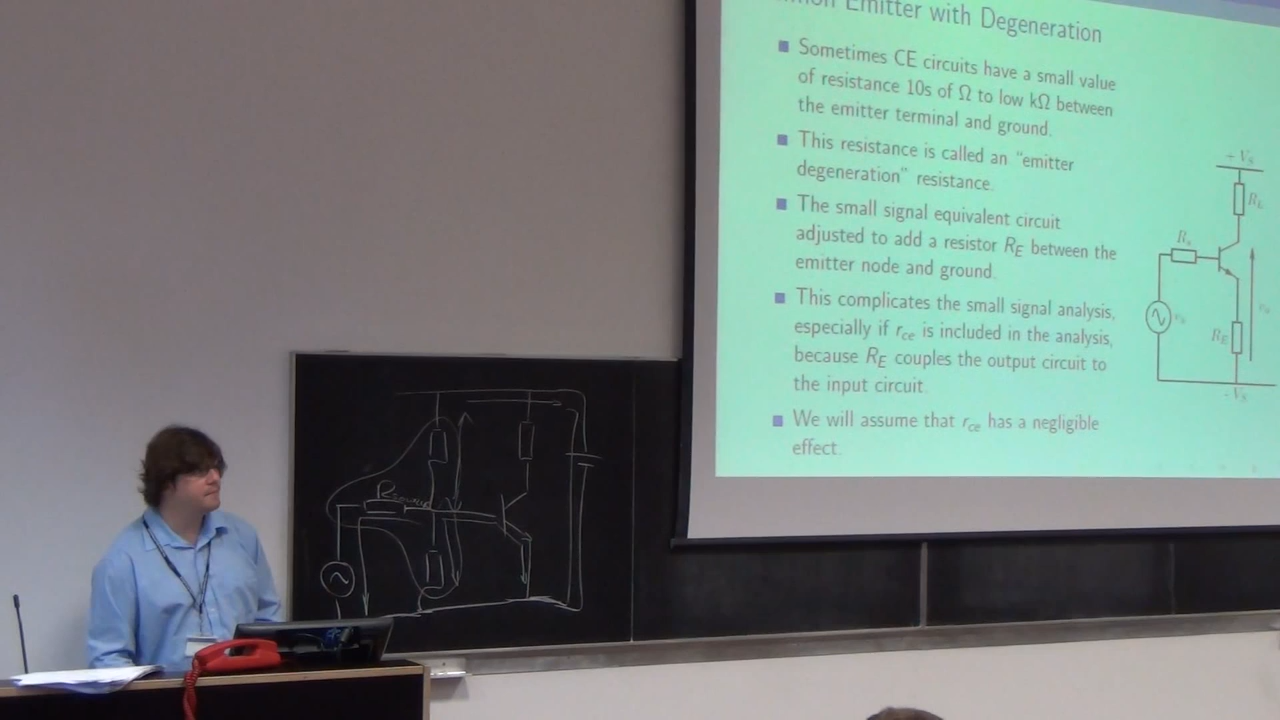 Emitter with Degeneration
Sometimes CE circuits have a small value
of resistance 10s of Ω to low kΩ between
the emitter terminal and ground.
This resistance is called an "emitter
degeneration" resistance.
The small signal equivalent circuit
adjusted to add a resistor R_E between the
emitter node and ground.
This complicates the small signal analysis,
especially if r_ce is included in the analysis,
because R_E couples the output circuit to
the input circuit.
We will assume that r_ce has a negligible
effect.
+ V_S
R_L
R_s
R_E
- V_S
R_source